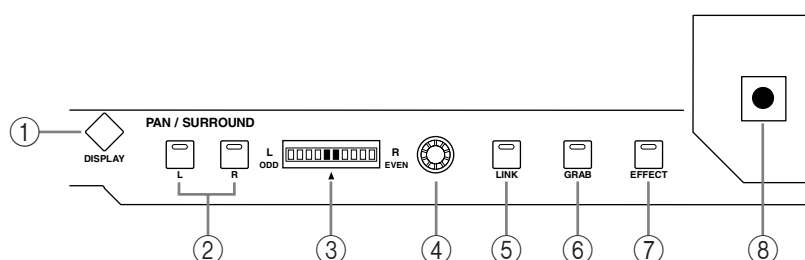 PAN / SURROUND
①
DISPLAY
L
R
L
ODD
R
EVEN
LINK
GRAB
EFFECT
②
③
④
⑤
⑥
⑦
⑧